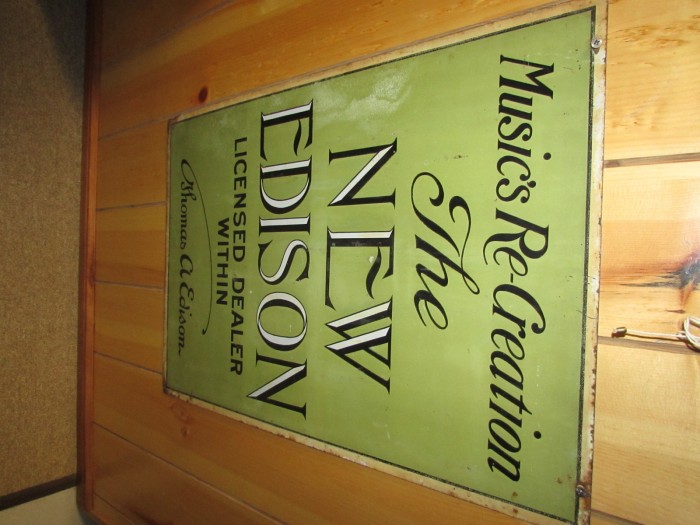 Music's Re-Creation
The
NEW
EDISON
LICENSED DEALER
WITHIN
Thomas A Edison